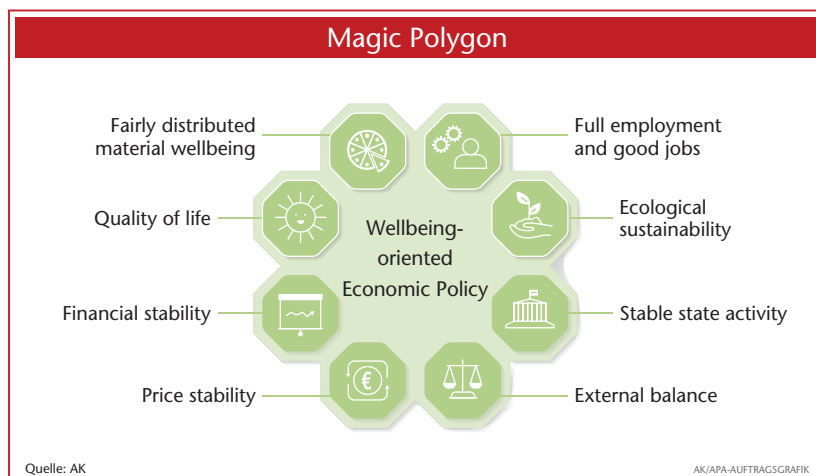 Magic Polygon
Fairly distributed
material wellbeing
Full employment
and good jobs
Quality of life
Ecological
sustainability
Wellbeing-
oriented
Economic Policy
Financial stability
Stable state activity
€
Price stability
External balance
Quelle: AK
AK/APA-AUFTRAGSGRAFIK